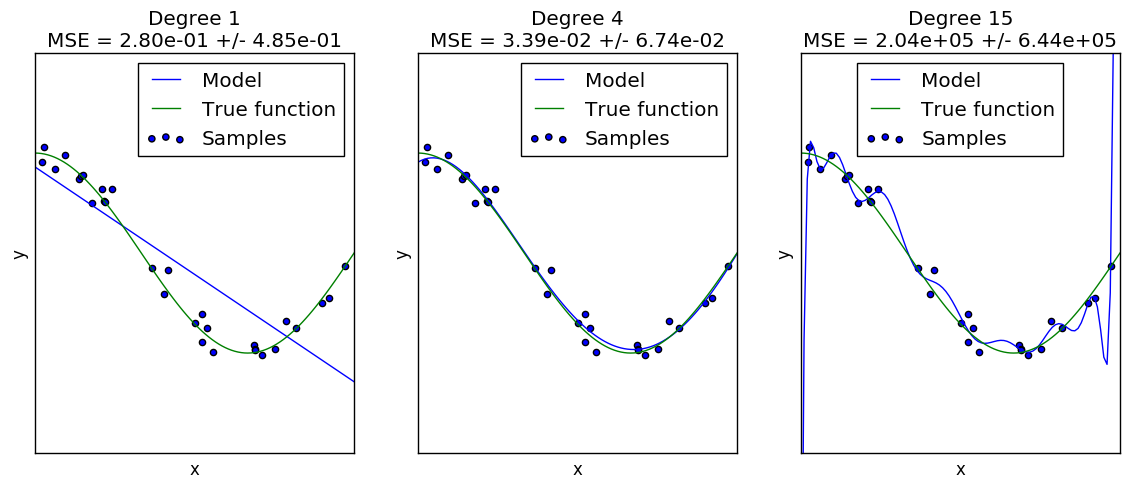 Degree 1
MSE = 2.80e-01 +/- 4.85e-01
Model
True function
Samples
y
x
Degree 4
MSE = 3.39e-02 +/- 6.74e-02
Model
True function
Samples
y
x
Degree 15
MSE = 2.04e+05 +/- 6.44e+05
Model
True function
Samples
y
x